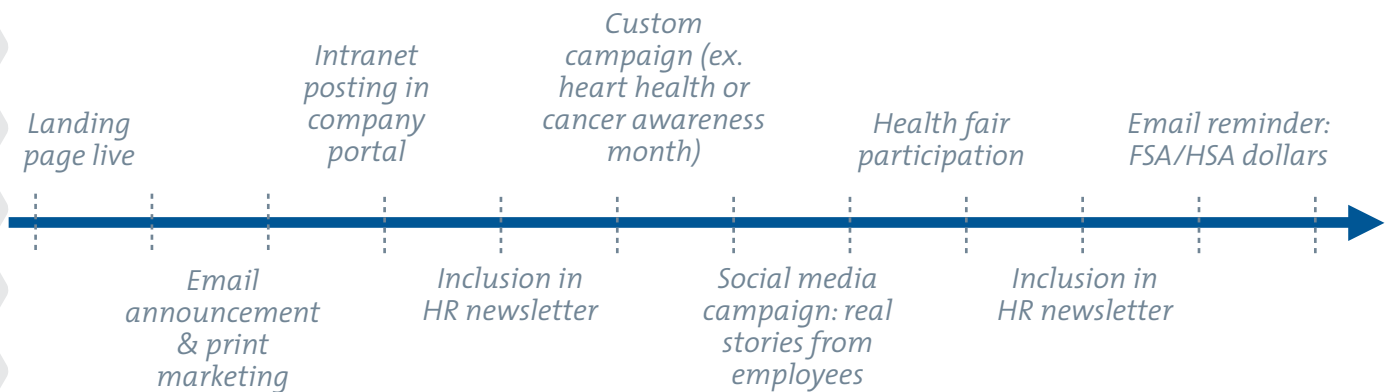 Landing
page live
Email
announcement
& print
marketing
Intranet
posting in
company
portal
Inclusion in
HR newsletter
Custom
campaign (ex.
heart health or
cancer awareness
month)
Social media
campaign: real
stories from
employees
Health fair
participation
Inclusion in
HR newsletter
Email reminder:
FSA/HSA dollars